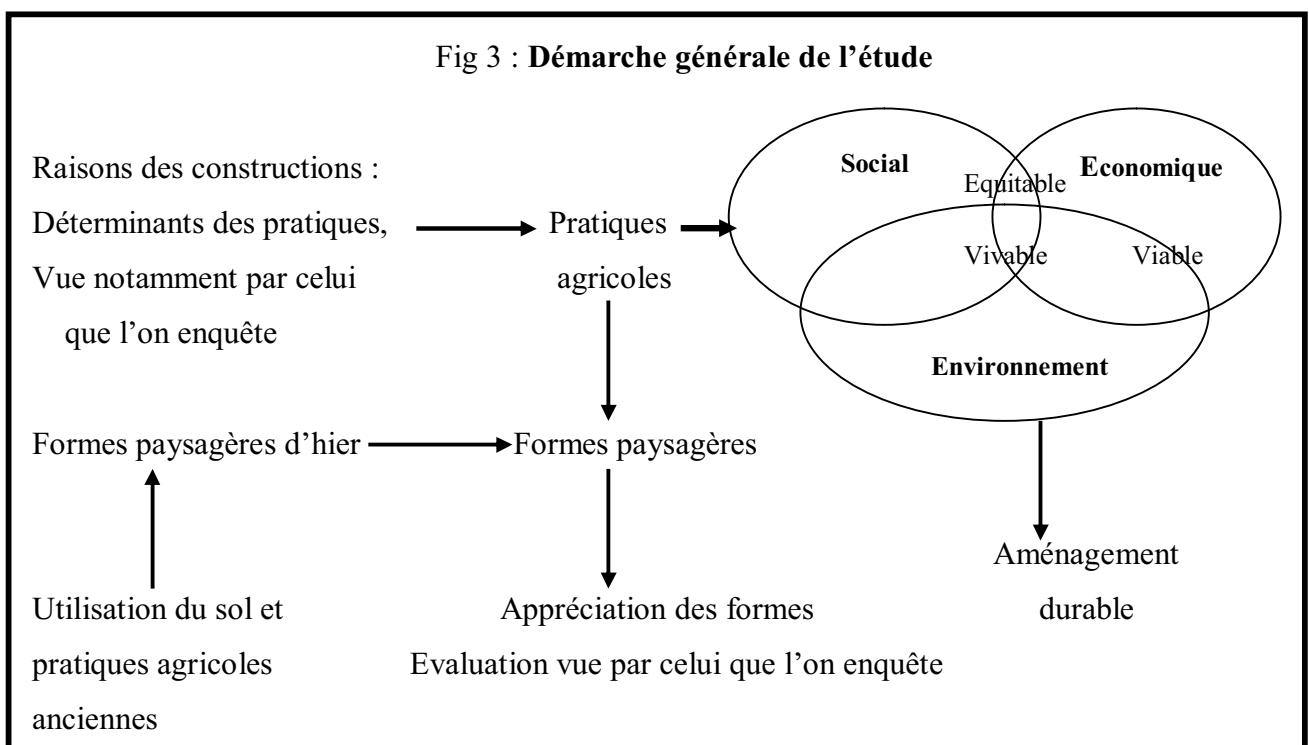 Fig 3 : Démarche générale de l’étude
Raisons des constructions :
Déterminants des pratiques,
Vue notamment par celui
que l’on enquête
Pratiques
agricoles
Social
Equitable
Economique
Vivable
Viable
Environnement
Formes paysagères d’hier
Formes paysagères
Utilisation du sol et
pratiques agricoles
anciennes
Appréciation des formes
Evaluation vue par celui que l’on enquête
Aménagement
durable